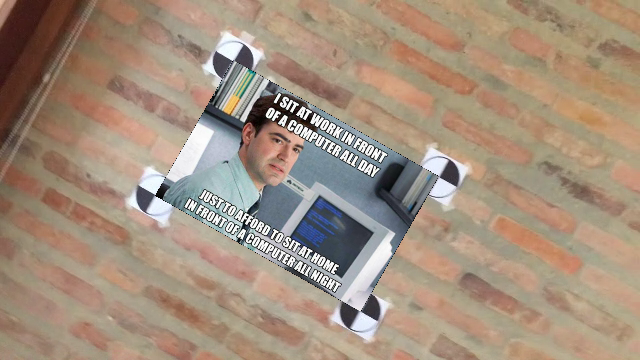 I SIT AT WORK IN FRONT
OF A COMPUTER ALL DAY
JUST TO AFFORD TO SIT AT HOME
IN FRONT OF A COMPUTER ALL NIGHT